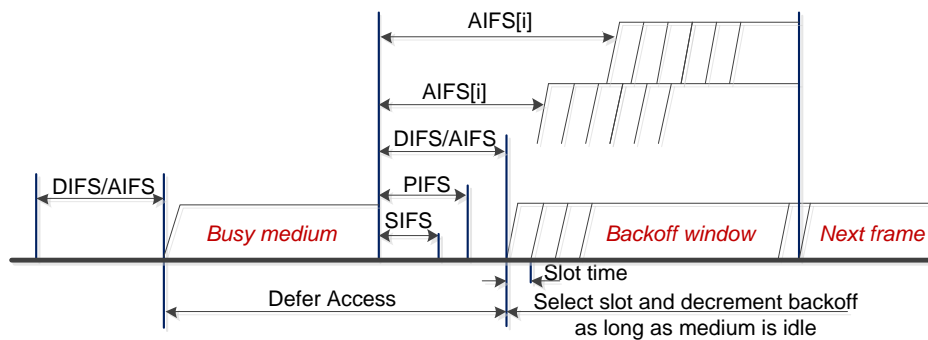 AIFS[i]
AIFS[i]
DIFS/AIFS
DIFS/AIFS
PIFS
SIFS
Busy medium
Backoff window
Next frame
Slot time
Defer Access
Select slot and decrement backoff
as long as medium is idle